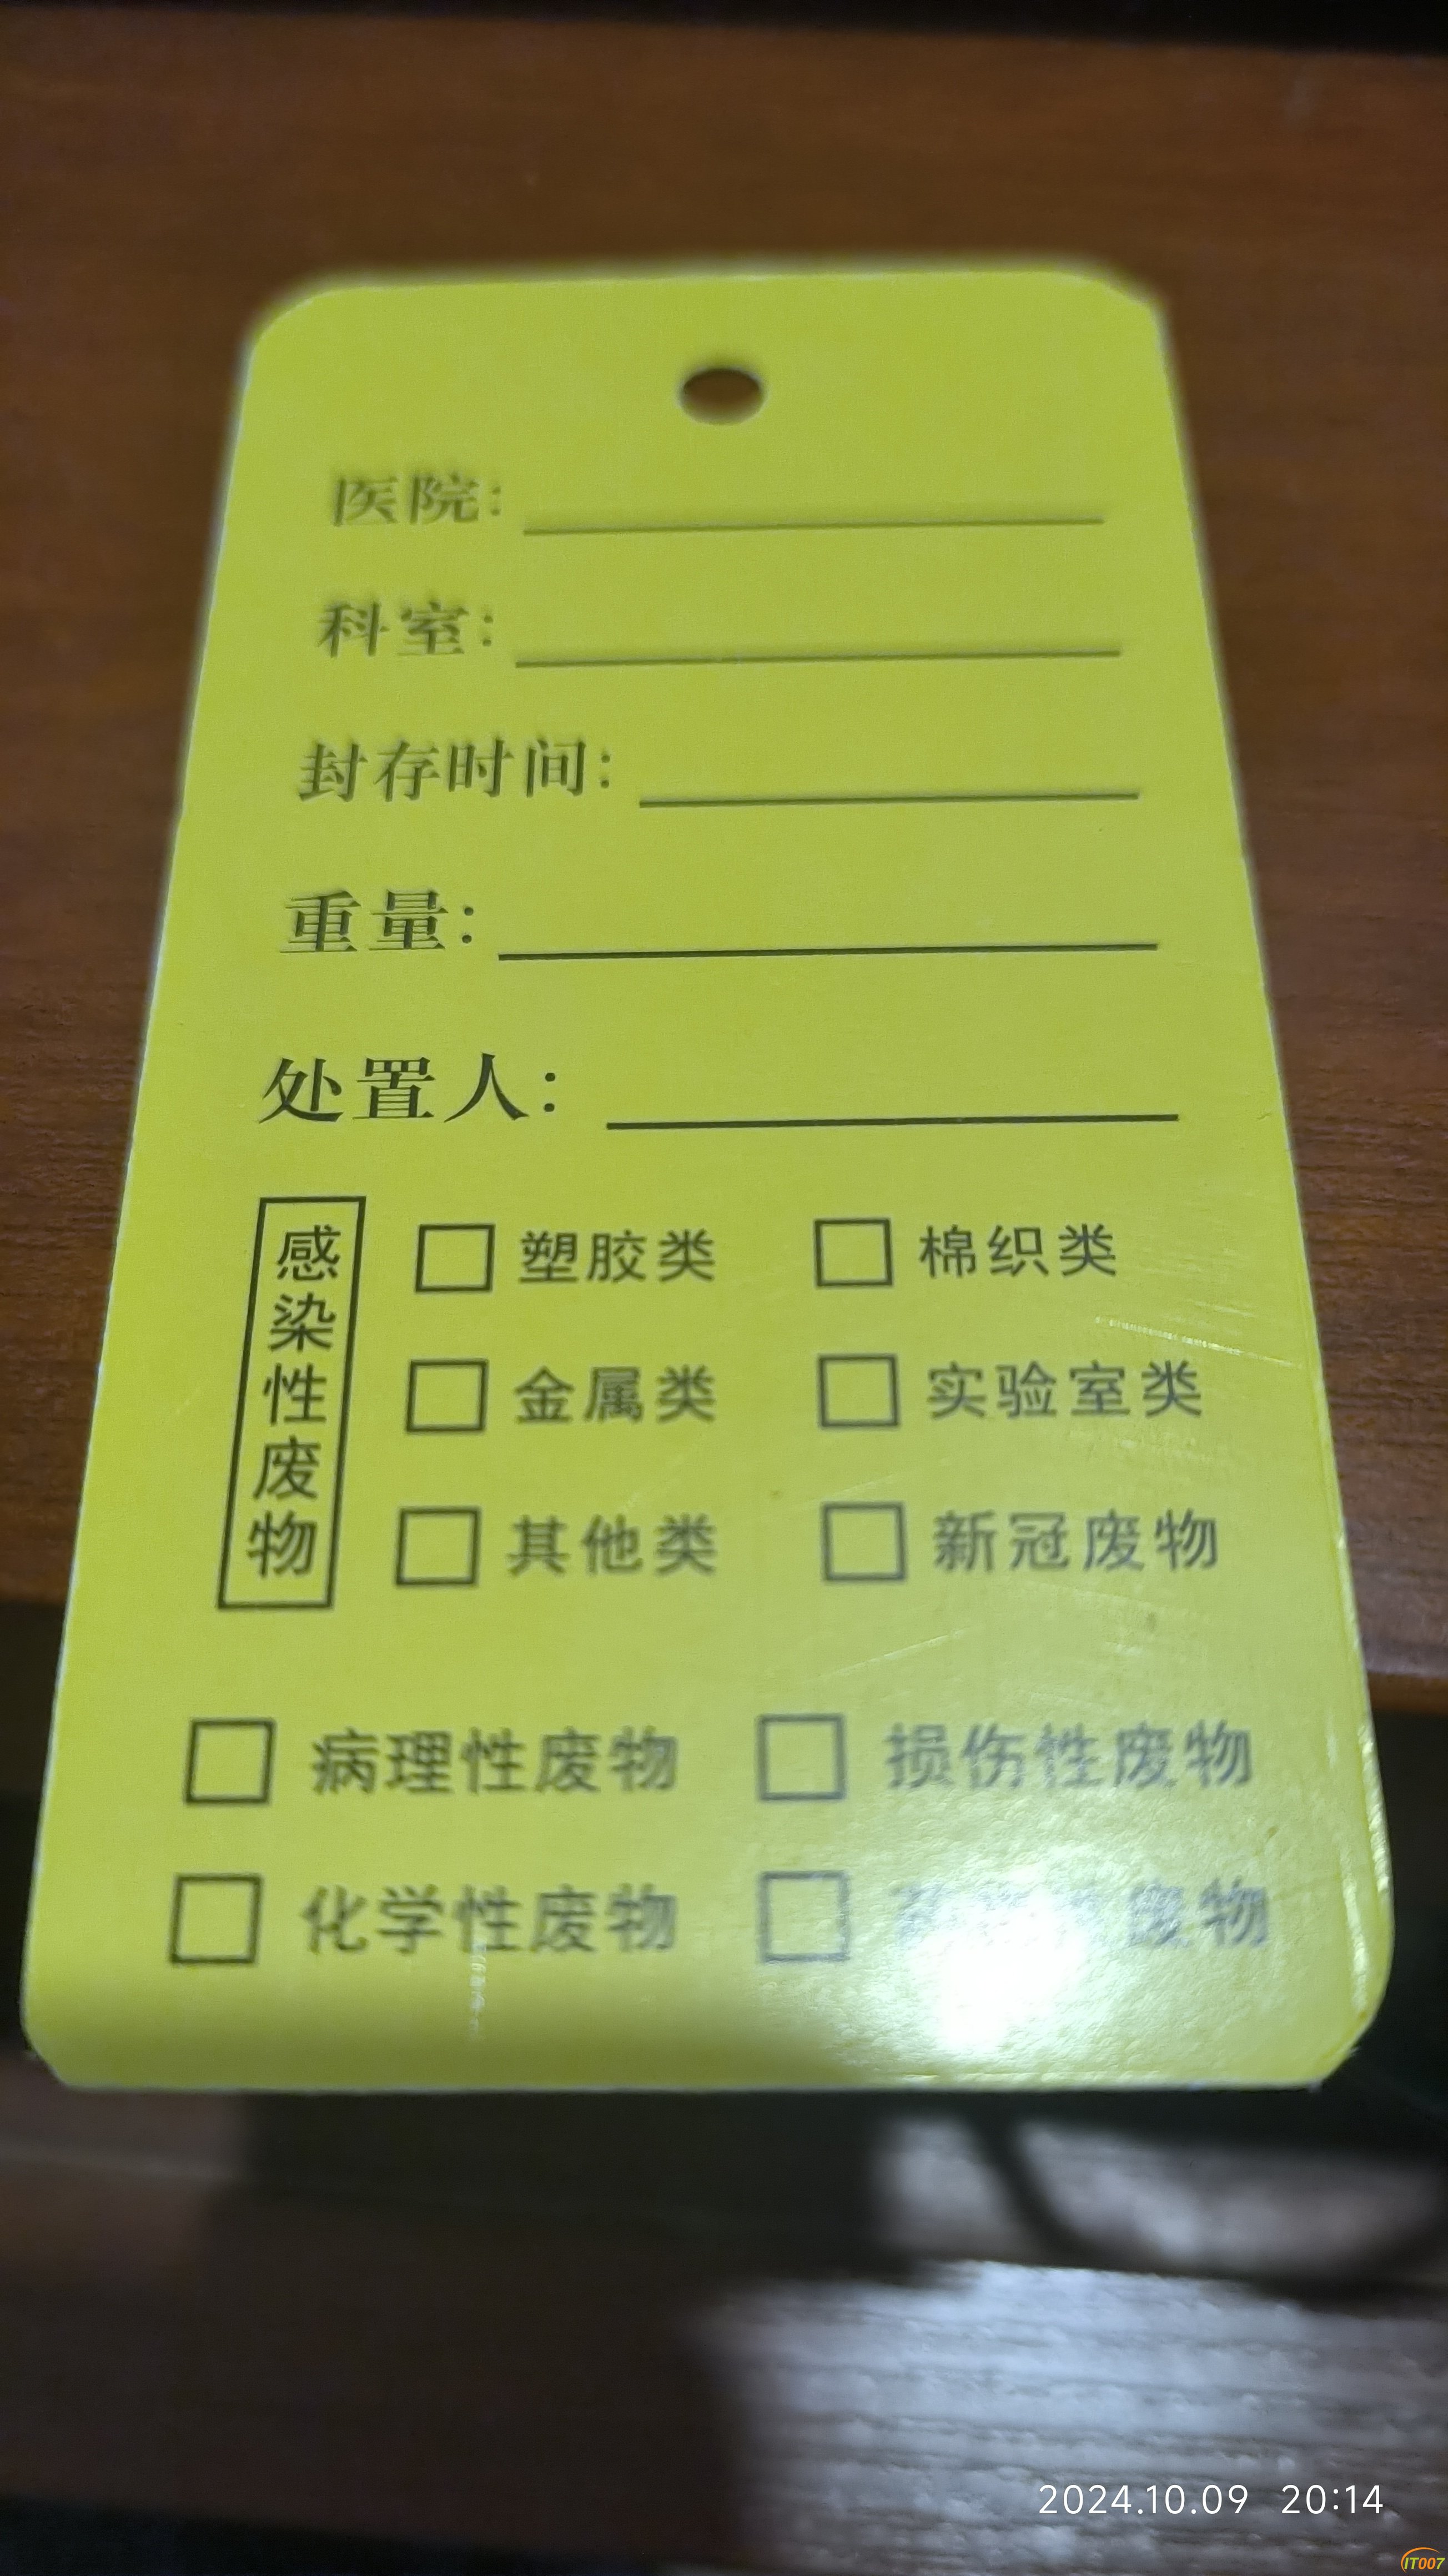 医院：
科室：
封存时间：
重量：
处置人：
感染性废物
塑胶类 棉织类
金属类 实验室类
其他类 新冠废物
病理性废物 损伤性废物
化学性废物 废物
2024.10.09 20:14
IT007